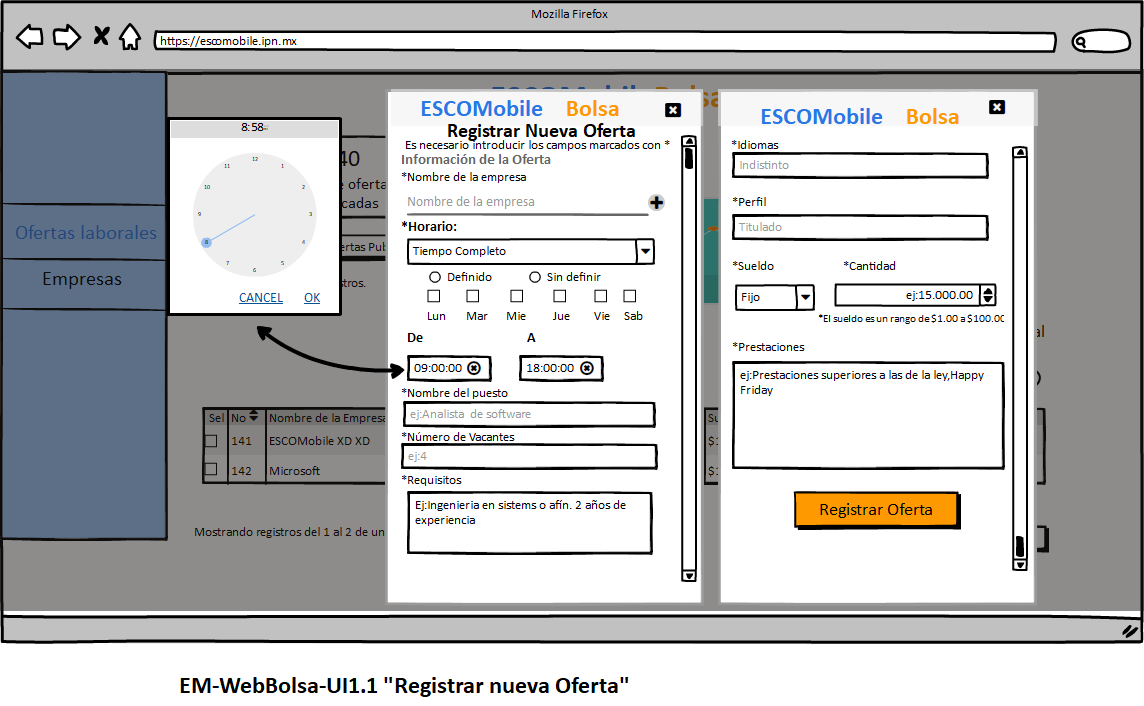 Mozilla Firefox
https://escomobile.ipn.mx
ESCOMobile Bolsa
Ofertas laborales
Empresas
8:58
12
1
2
3
4
5
6
7
8
9
10
11
CANCEL OK
40
e oferta
cadas
ertas Pub
stros.
al
Sel No Nombre de la Empresa
141 ESCOMobile XD XD
142 Microsoft
Su
$1
$1
Mostrando registros del 1 al 2 de un
ESCOMobile Bolsa
Registrar Nueva Oferta
Es necesario introducir los campos marcados con *
Información de la Oferta
*Nombre de la empresa
Nombre de la empresa
*Horario:
Tiempo Completo
Definido Sin definir
Lun Mar Mie Jue Vie Sab
De A
09:00:00 18:00:00
*Nombre del puesto
ej:Analista de software
*Número de Vacantes
ej:4
*Requisitos
Ej:Ingenieria en sistems o afín. 2 años de
experiencia
ESCOMobile Bolsa
*Idiomas
Indistinto
*Perfil
Titulado
*Sueldo *Cantidad
Fijo ej:15.000.00
*El sueldo es un rango de $1.00 a $100.00
*Prestaciones
ej:Prestaciones superiores a las de la ley,Happy
Friday
Registrar Oferta
EM-WebBolsa-UI1.1 "Registrar nueva Oferta"